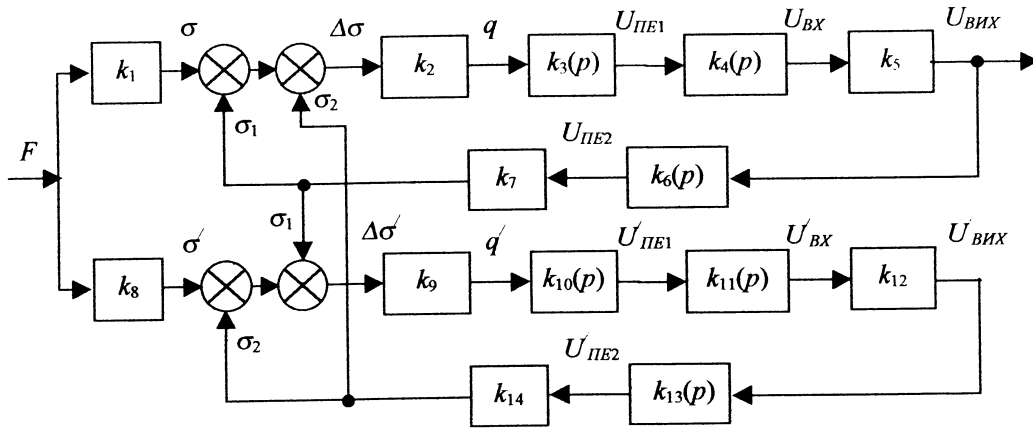 σ Δσ q U_ПЕ1 U_ВХ U_ВИХ
k₁ k₂ k₃(p) k₄(p) k₅
σ₂
σ₁
F U_ПЕ2
k₇ k₆(p)
σ₁
σ′ Δσ′ q′ U′_ПЕ1 U′_ВХ U′_ВИХ
k₈ k₉ k₁₀(p) k₁₁(p) k₁₂
σ₂ U′_ПЕ2
k₁₄ k₁₃(p)